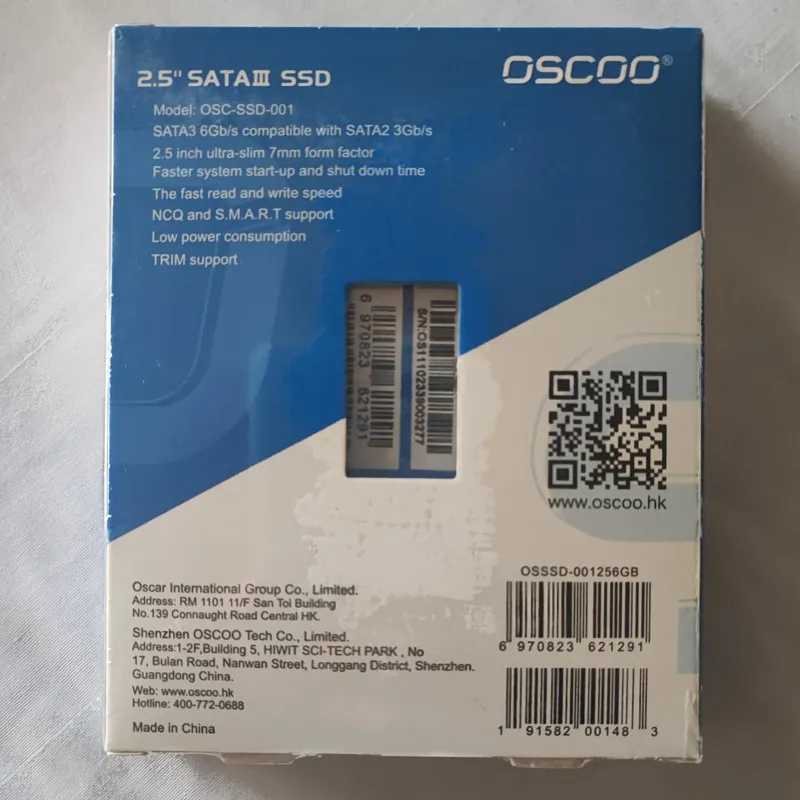 2.5" SATAⅢ SSD
OSCOO®
Model: OSC-SSD-001
SATA3 6Gb/s compatible with SATA2 3Gb/s
2.5 inch ultra-slim 7mm form factor
Faster system start-up and shut down time
The fast read and write speed
NCQ and S.M.A.R.T support
Low power consumption
TRIM support
6 970823 621291
S/N:OS11102339003277
www.oscoo.hk
Oscar International Group Co., Limited.
Address: RM 1101 11/F San Toi Building
No.139 Connaught Road Central HK.
Shenzhen OSCOO Tech Co., Limited.
Address:1-2F,Building 5, HIWIT SCI-TECH PARK , No
17, Bulan Road, Nanwan Street, Longgang District, Shenzhen.
Guangdong China.
Web: www.oscoo.hk
Hotline: 400-772-0688
Made in China
OSSSD-001256GB
6 970823 621291
1 91582 00148 3